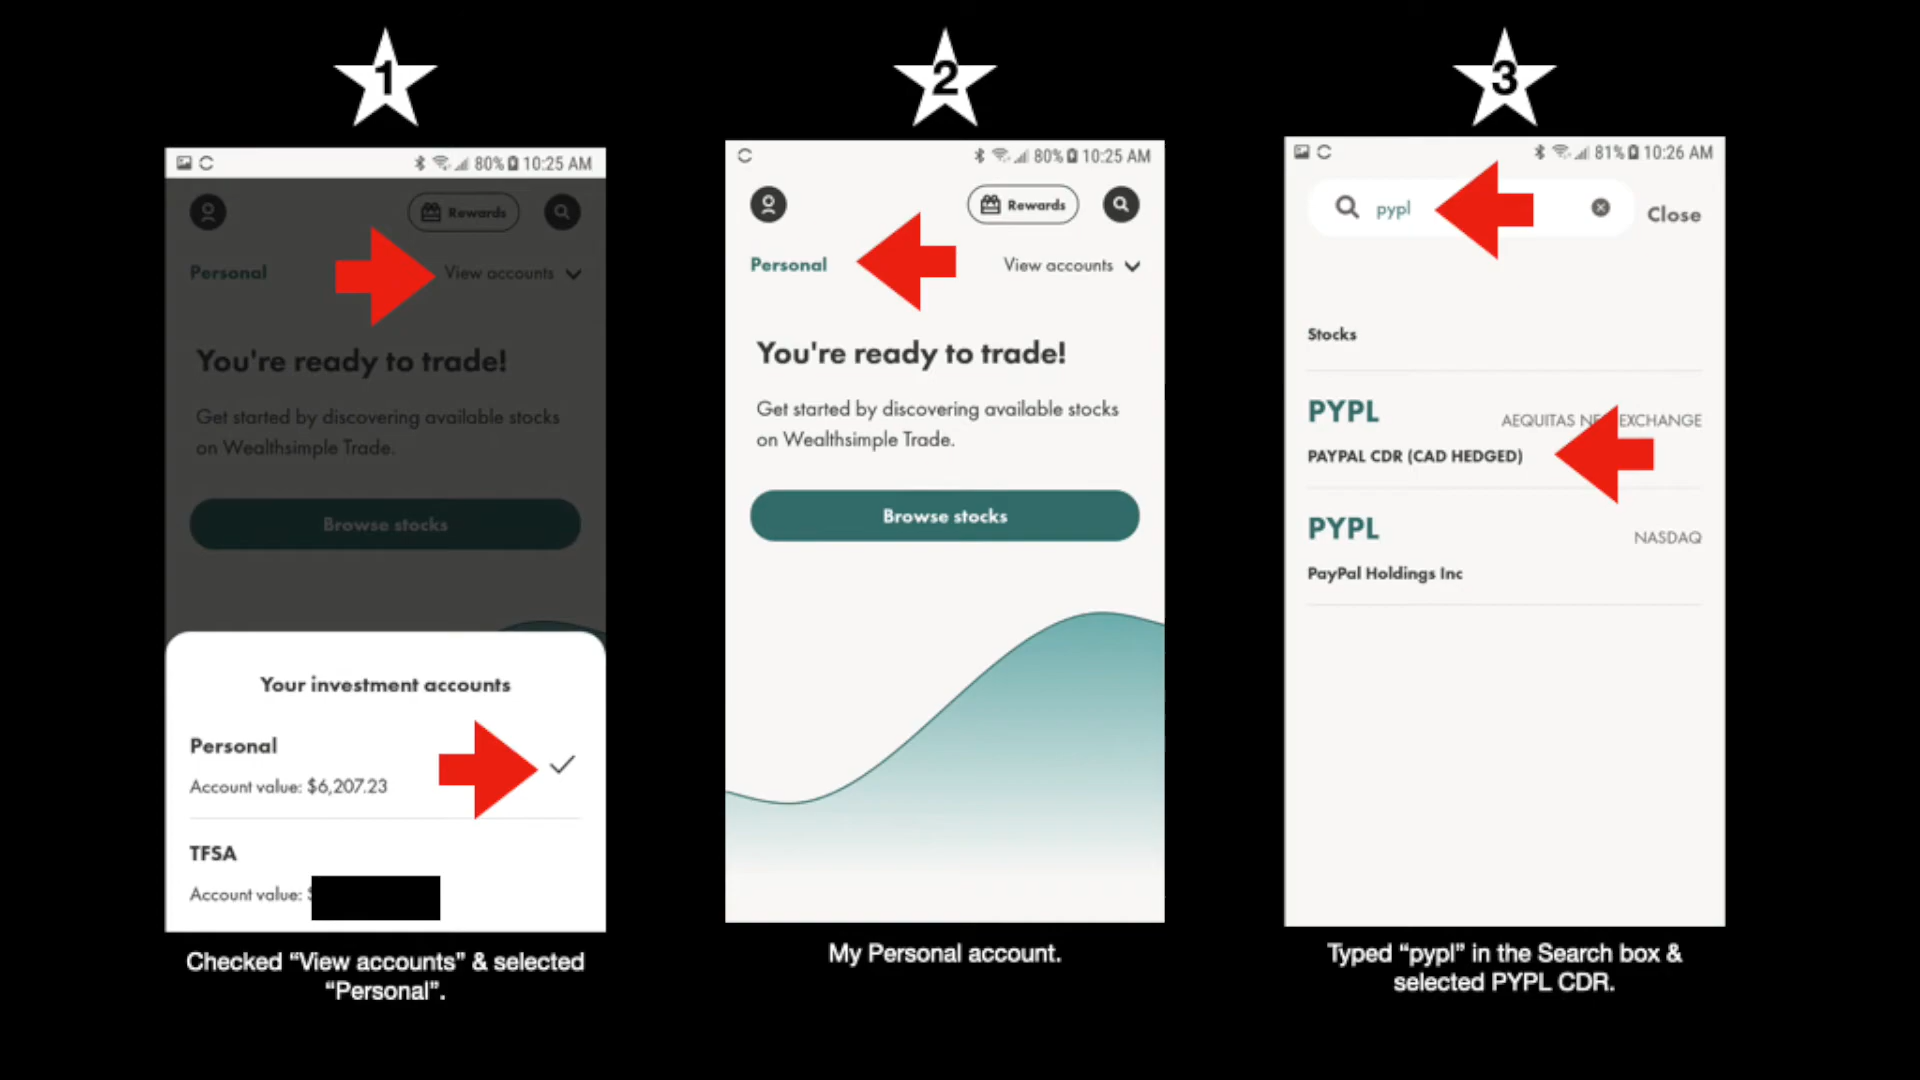 1
80% 10:25 AM
Rewards
Personal
View accounts
You're ready to trade!
Get started by discovering available stocks
on Wealthsimple Trade.
Browse stocks
Your investment accounts
Personal
Account value: $6,207.23
TFSA
Account value: $
Checked “View accounts” & selected
“Personal”.
2
80% 10:25 AM
Rewards
Personal
View accounts
You're ready to trade!
Get started by discovering available stocks
on Wealthsimple Trade.
Browse stocks
My Personal account.
3
81% 10:26 AM
pypl
Close
Stocks
PYPL
AEQUITAS EXCHANGE
PAYPAL CDR (CAD HEDGED)
PYPL
NASDAQ
PayPal Holdings Inc
Typed “pypl” in the Search box &
selected PYPL CDR.